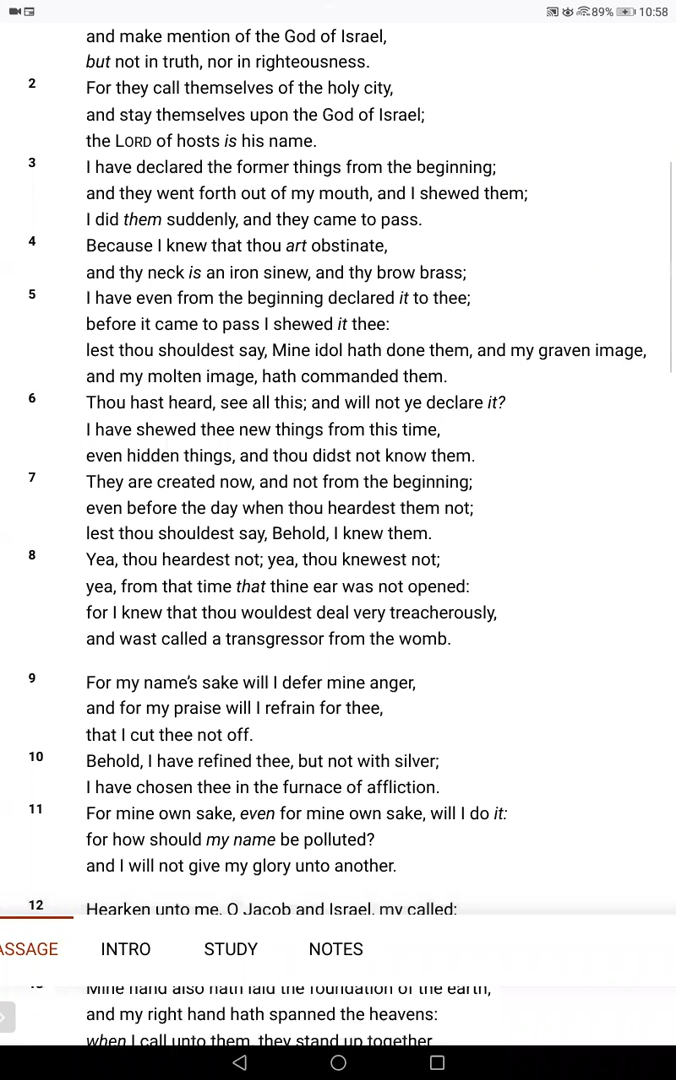 89% 10:58
and make mention of the God of Israel,
but not in truth, nor in righteousness.
2 For they call themselves of the holy city,
and stay themselves upon the God of Israel;
the LORD of hosts is his name.
3 I have declared the former things from the beginning;
and they went forth out of my mouth, and I shewed them;
I did them suddenly, and they came to pass.
4 Because I knew that thou art obstinate,
and thy neck is an iron sinew, and thy brow brass;
5 I have even from the beginning declared it to thee;
before it came to pass I shewed it thee:
lest thou shouldest say, Mine idol hath done them, and my graven image,
and my molten image, hath commanded them.
6 Thou hast heard, see all this; and will not ye declare it?
I have shewed thee new things from this time,
even hidden things, and thou didst not know them.
7 They are created now, and not from the beginning;
even before the day when thou heardest them not;
lest thou shouldest say, Behold, I knew them.
8 Yea, thou heardest not; yea, thou knewest not;
yea, from that time that thine ear was not opened:
for I knew that thou wouldest deal very treacherously,
and wast called a transgressor from the womb.
9 For my name's sake will I defer mine anger,
and for my praise will I refrain for thee,
that I cut thee not off.
10 Behold, I have refined thee, but not with silver;
I have chosen thee in the furnace of affliction.
11 For mine own sake, even for mine own sake, will I do it:
for how should my name be polluted?
and I will not give my glory unto another.
12 Hearken unto me, O Jacob and Israel, my called;
ASSAGE INTRO STUDY NOTES
Mine hand also hath laid the foundation of the earth,
and my right hand hath spanned the heavens:
when I call unto them, they stand up together